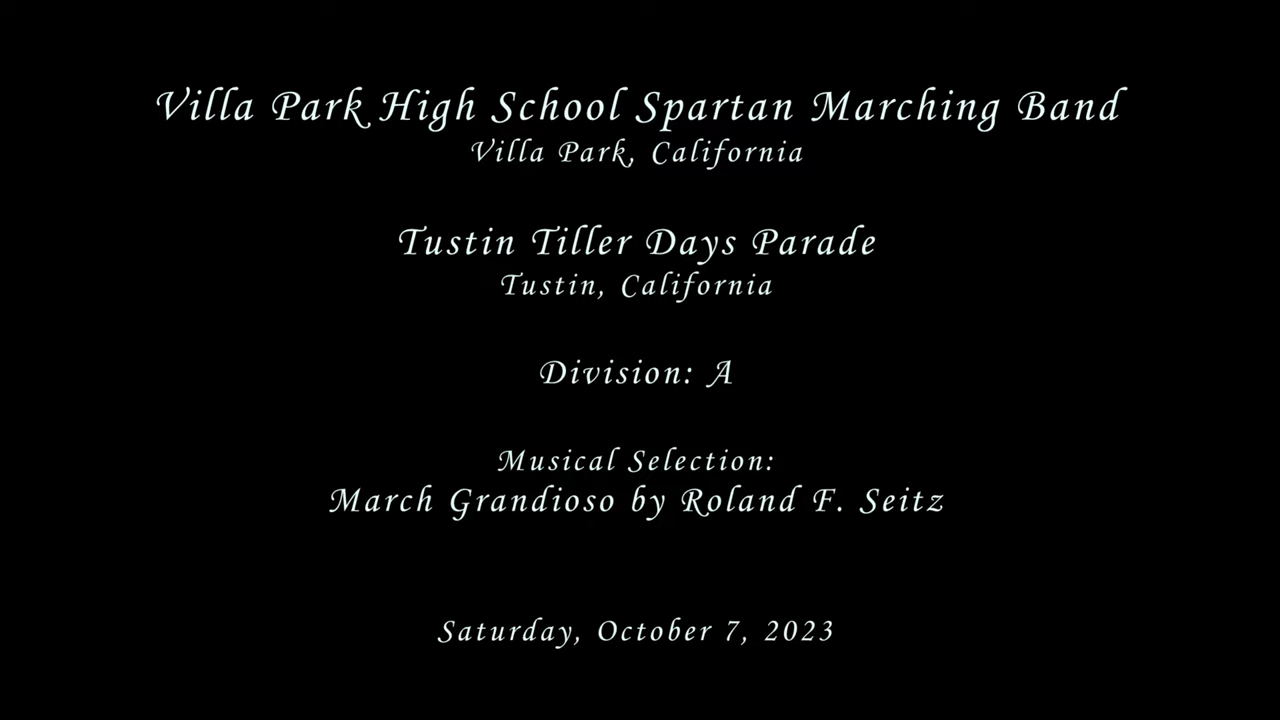 Villa Park High School Spartan Marching Band
Villa Park, California
Tustin Tiller Days Parade
Tustin, California
Division: A
Musical Selection:
March Grandioso by Roland F. Seitz
Saturday, October 7, 2023